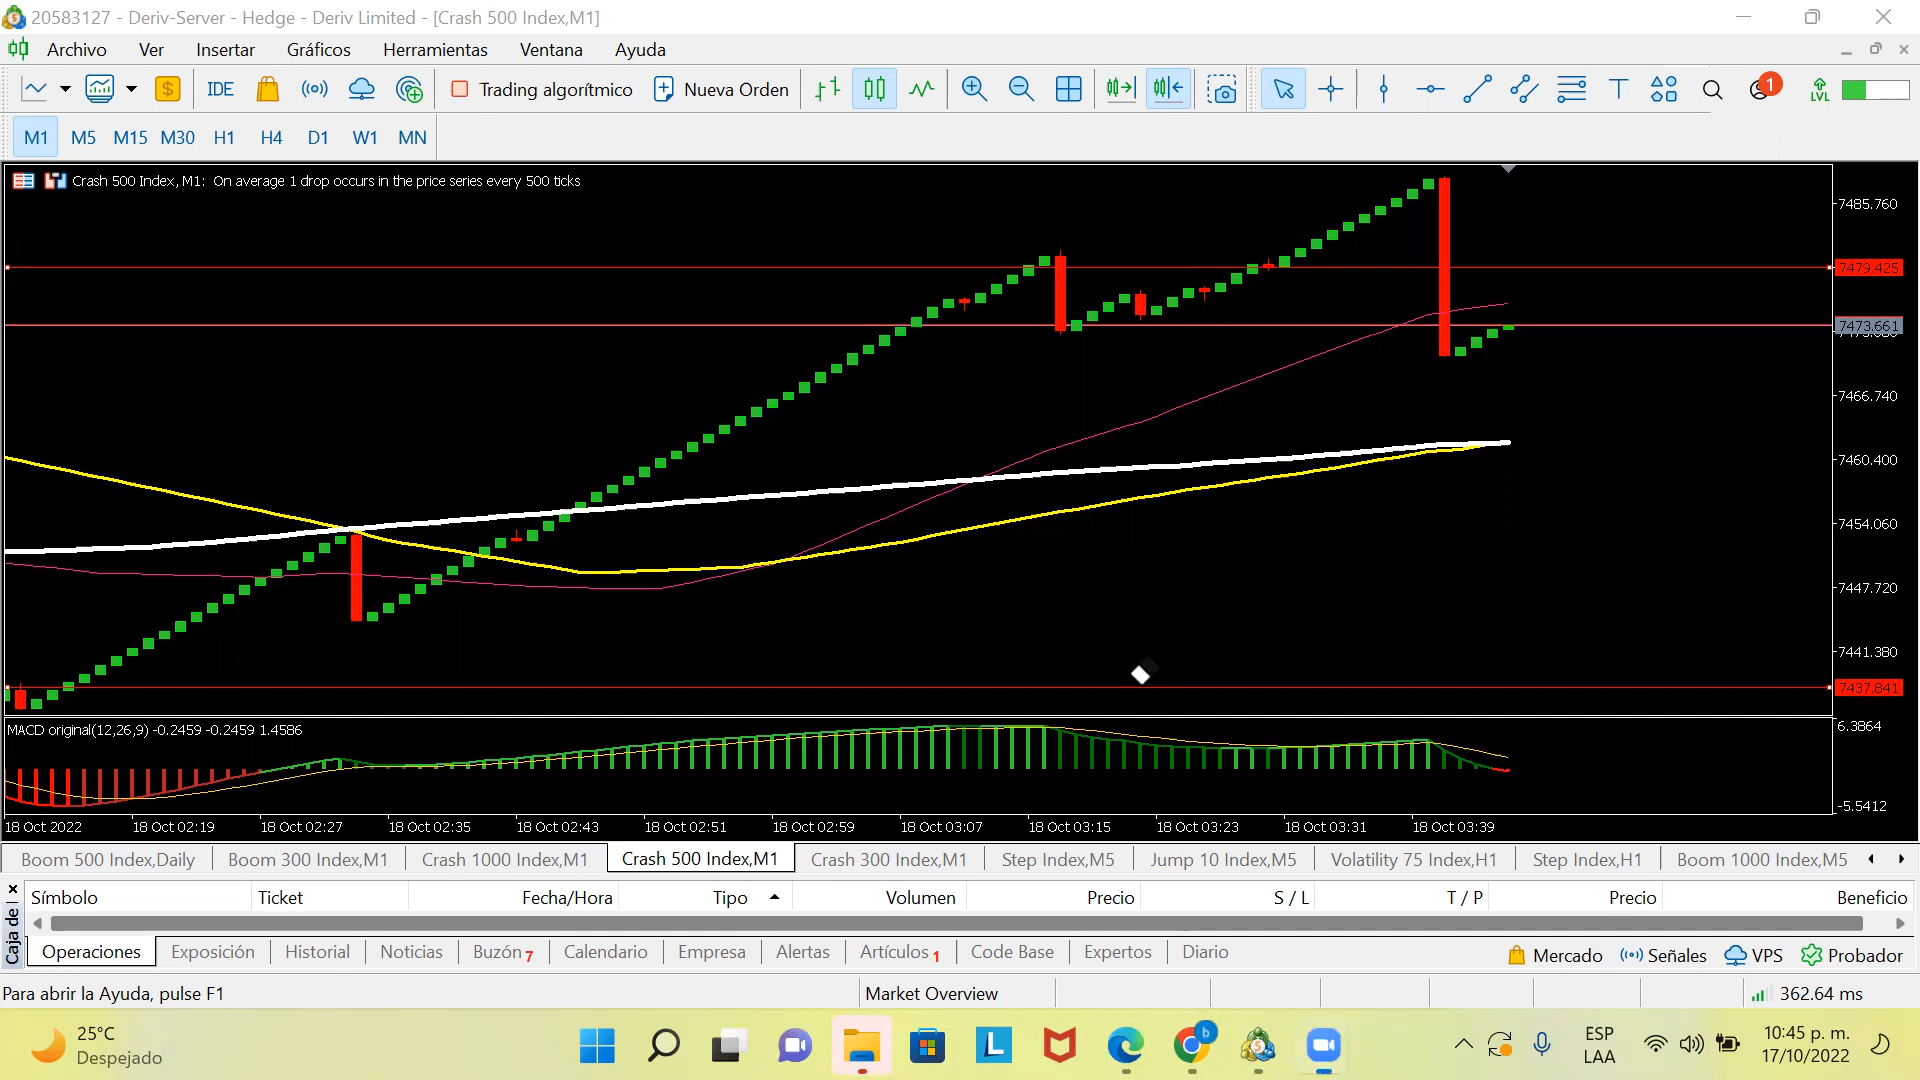 20583127 - Deriv-Server - Hedge - Deriv Limited - [Crash 500 Index,M1]
Archivo Ver Insertar Gráficos Herramientas Ventana Ayuda
IDE Trading algorítmico Nueva Orden 1 LVL
M1 M5 M15 M30 H1 H4 D1 W1 MN
Crash 500 Index, M1: On average 1 drop occurs in the price series every 500 ticks
7485.760
7479.425
7473.661
7466.740
7460.400
7454.060
7447.720
7441.380
7437.841
MACD original(12,26,9) -0.2459 -0.2459 1.4586
6.3864
-5.5412
18 Oct 2022 18 Oct 02:19 18 Oct 02:27 18 Oct 02:35 18 Oct 02:43 18 Oct 02:51 18 Oct 02:59 18 Oct 03:07 18 Oct 03:15 18 Oct 03:23 18 Oct 03:31 18 Oct 03:39
Boom 500 Index,Daily Boom 300 Index,M1 Crash 1000 Index,M1 Crash 500 Index,M1 Crash 300 Index,M1 Step Index,M5 Jump 10 Index,M5 Volatility 75 Index,H1 Step Index,H1 Boom 1000 Index,M5
Símbolo Ticket Fecha/Hora Tipo Volumen Precio S / L T / P Precio Beneficio
Caja de
Operaciones Exposición Historial Noticias Buzón 7 Calendario Empresa Alertas Artículos 1 Code Base Expertos Diario
Mercado Señales VPS Probador
Para abrir la Ayuda, pulse F1 Market Overview 362.64 ms
25°C
Despejado
L
b
ESP
LAA
10:45 p. m.
17/10/2022